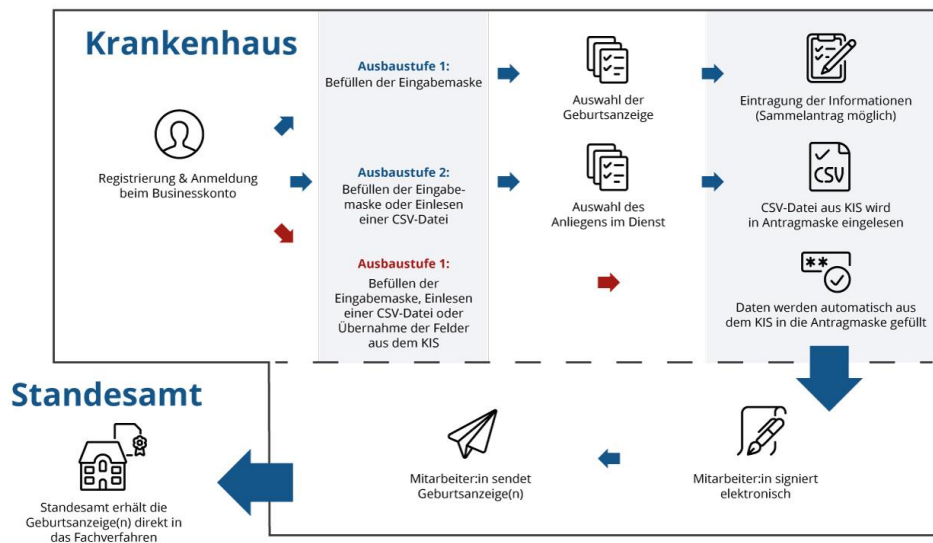 Krankenhaus
Registrierung & Anmeldung
beim Businesskonto
Ausbaustufe 1:
Befüllen der Eingabemaske
Auswahl der
Geburtsanzeige
Eintragung der Informationen
(Sammelantrag möglich)
Ausbaustufe 2:
Befüllen der Eingabe-
maske oder Einlesen
einer CSV-Datei
Auswahl des
Anliegens im Dienst
CSV
CSV-Datei aus KIS wird
in Antragmaske eingelesen
Ausbaustufe 1:
Befüllen der
Eingabemaske, Einlesen
einer CSV-Datei oder
Übernahme der Felder
aus dem KIS
**
Daten werden automatisch aus
dem KIS in die Antragmaske gefüllt
Mitarbeiter:in signiert
elektronisch
Mitarbeiter:in sendet
Geburtsanzeige(n)
Standesamt
Standesamt erhält die
Geburtsanzeige(n) direkt in
das Fachverfahren